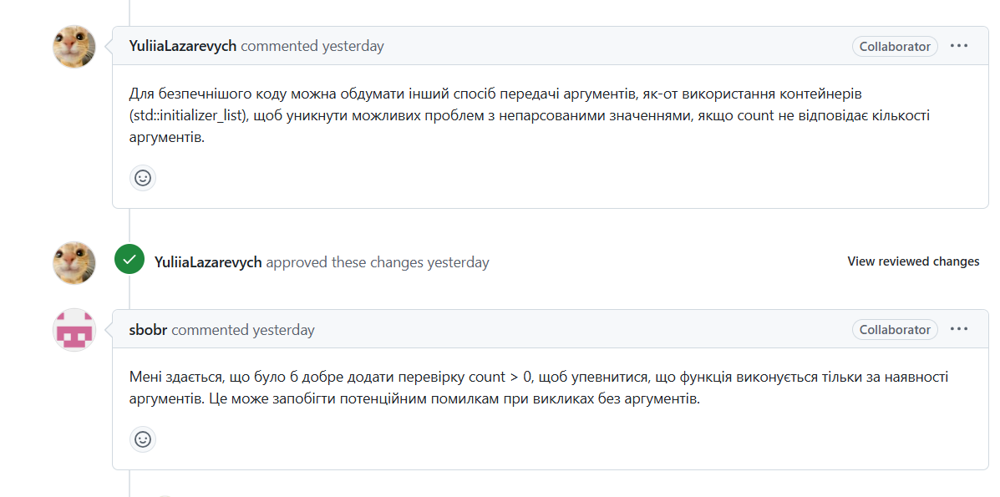 YuliiaLazarevych commented yesterday
Collaborator
Для безпечнішого коду можна обдумати інший спосіб передачі аргументів, як-от використання контейнерів
(std::initializer_list), щоб уникнути можливих проблем з непарсованими значеннями, якщо count не відповідає кількості
аргументів.
YuliiaLazarevych approved these changes yesterday
View reviewed changes
sbobr commented yesterday
Collaborator
Мені здається, що було б добре додати перевірку count > 0, щоб упевнитися, що функція виконується тільки за наявності
аргументів. Це може запобігти потенційним помилкам при викликах без аргументів.